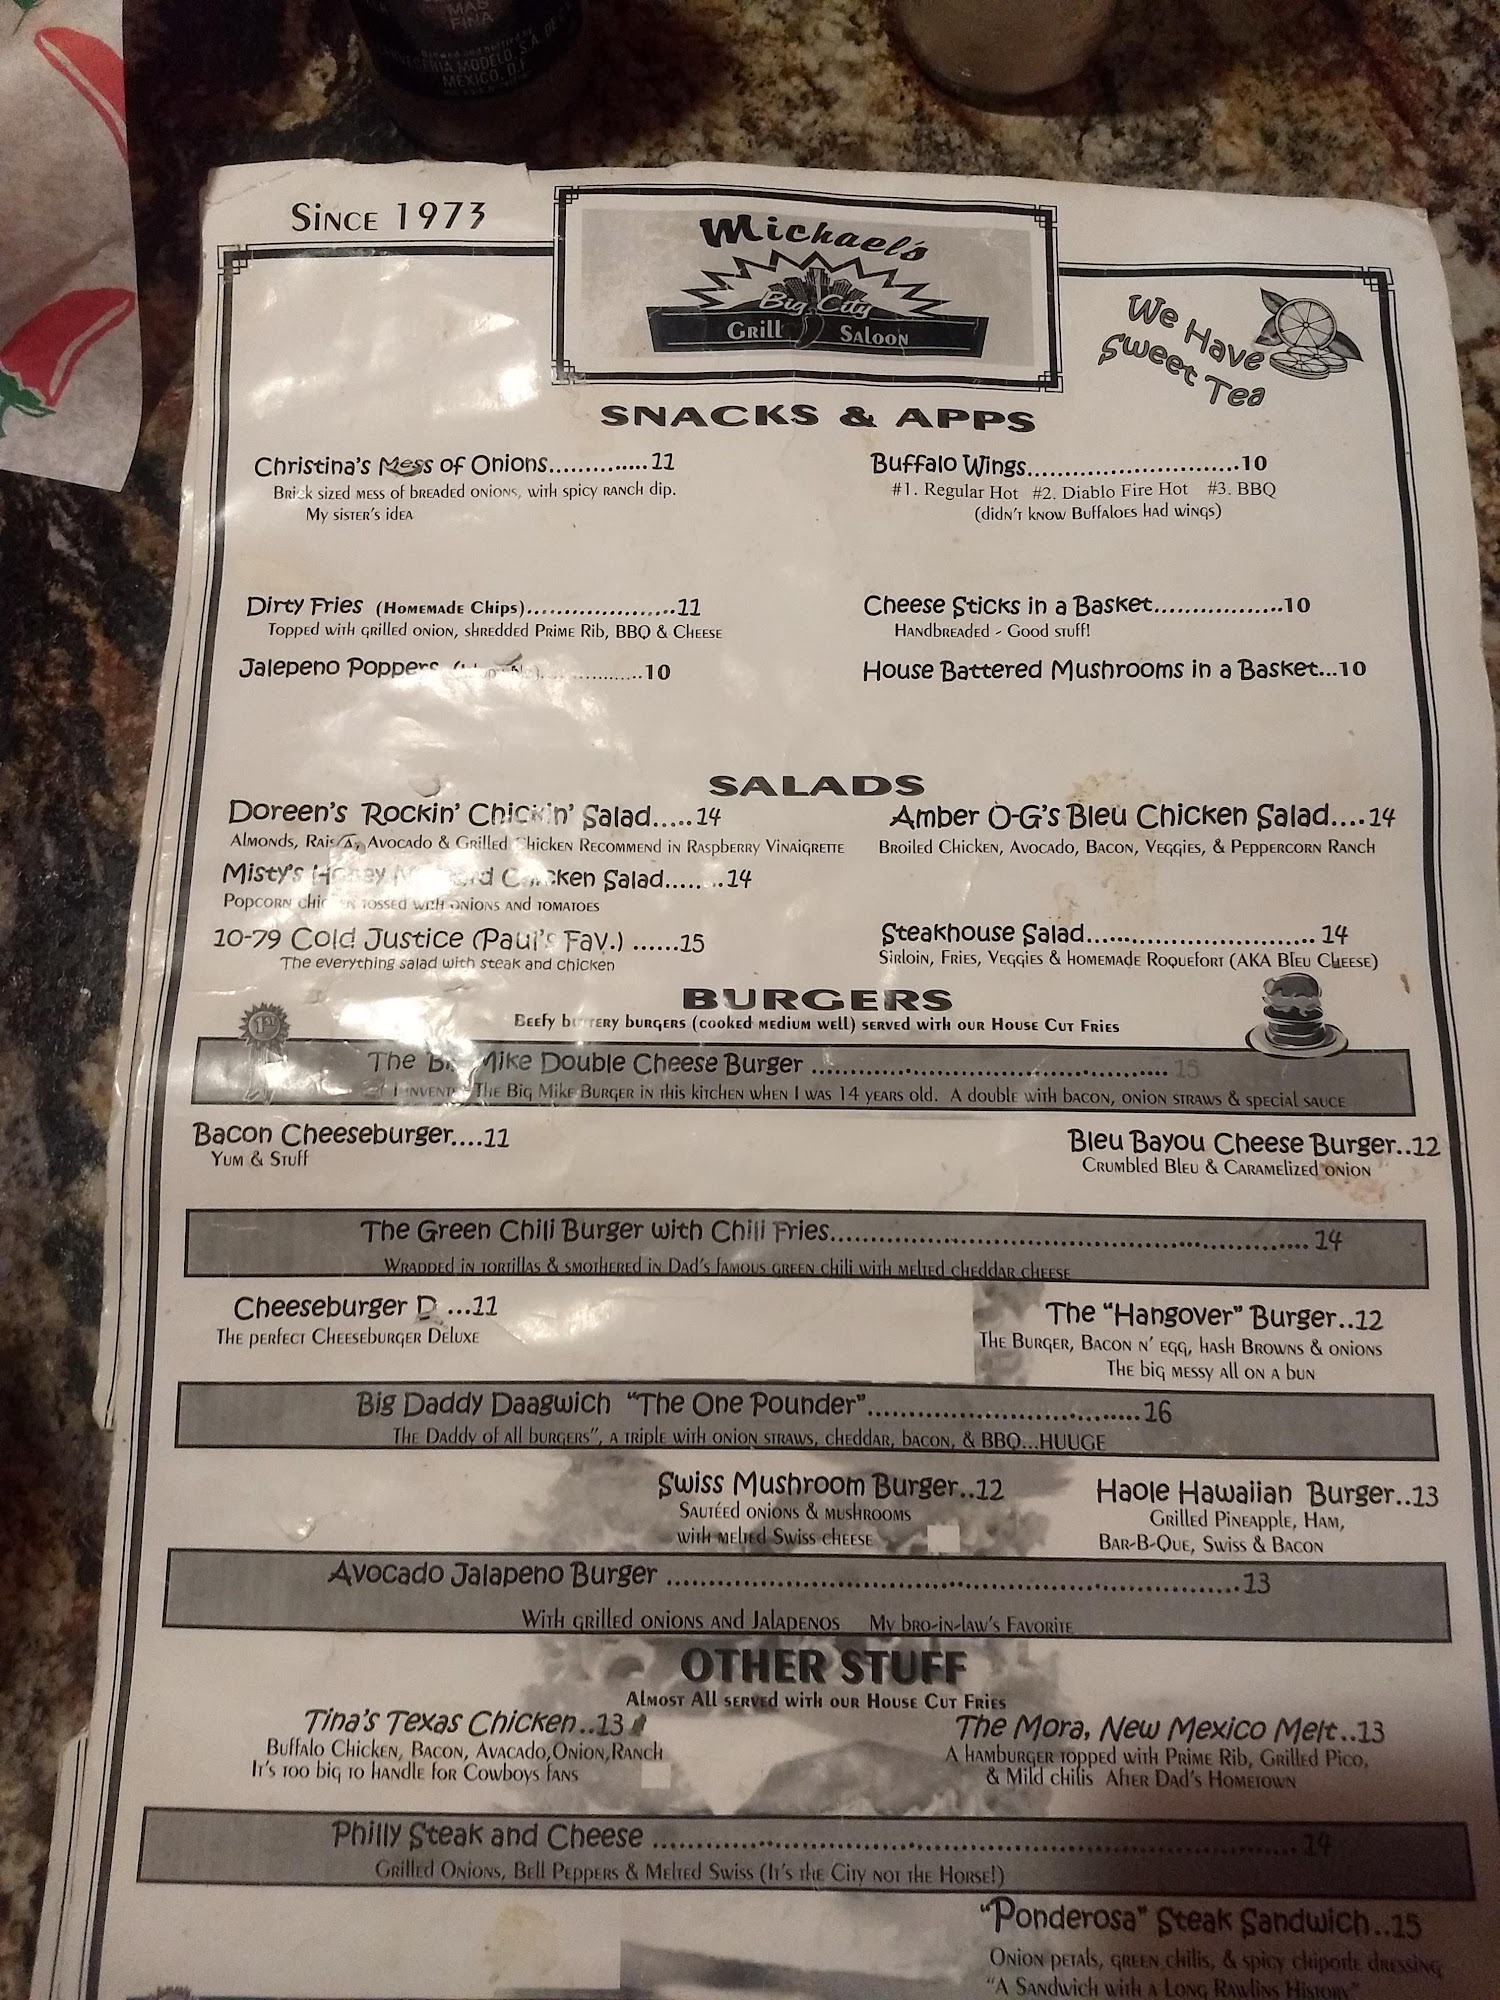 MAS
FINA
CERVECERIA MODELO, S.A. DE
MEXICO, D.F.
SINCE 1973
Michael's
Big City
Grill Saloon
We Have
Sweet Tea
SNACKS & APPS
Christina's Mess of Onions..............11
Brick sized mess of breaded onions, with spicy ranch dip.
My sister's idea
Buffalo Wings............................10
#1. Regular Hot #2. Diablo Fire Hot #3. BBQ
(didn't know Buffaloes had wings)
Dirty Fries (Homemade Chips)....................11
Topped with grilled onion, shredded Prime Rib, BBQ & Cheese
Cheese Sticks in a Basket.................10
Handbreaded - Good stuff!
Jalepeno Poppers ............10
House Battered Mushrooms in a Basket...10
SALADS
Doreen's Rockin' Chickin' Salad.....14
Almonds, Avocado & Grilled Chicken Recommend in Raspberry Vinaigrette
Amber O-G's Bleu Chicken Salad....14
Broiled Chicken, Avocado, Bacon, Veggies, & Peppercorn Ranch
Misty's Honey Mustard Chicken Salad........14
Popcorn chicken tossed with onions and tomatoes
10-79 Cold Justice (Paul's Fav.) ......15
The everything salad with steak and chicken
Steakhouse Salad.............................. 14
Sirloin, Fries, Veggies & homemade Roquefort (AKA Bleu Cheese)
BURGERS
Beefy buttery burgers (cooked medium well) served with our House Cut Fries
1st
The Big Mike Double Cheese Burger ............................................... 15
I invented The Big Mike Burger in this kitchen when I was 14 years old. A double with bacon, onion straws & special sauce
Bacon Cheeseburger....11
Yum & Stuff
Bleu Bayou Cheese Burger..12
Crumbled Bleu & Caramelized onion
The Green Chili Burger with Chili Fries............................................................ 14
Wrapped in tortillas & smothered in Dad's famous green chili with melted cheddar cheese
Cheeseburger D ...11
The perfect Cheeseburger Deluxe
The "Hangover" Burger..12
The Burger, Bacon n' egg, hash Browns & onions
The big messy all on a bun
Big Daddy Daagwich "The One Pounder"..................................16
The Daddy of all burgers", a triple with onion straws, cheddar, bacon, & BBQ...HUUGE
Swiss Mushroom Burger..12
Sautéed onions & mushrooms
with melted Swiss cheese
Haole Hawaiian Burger..13
Grilled Pineapple, Ham,
Bar-B-Que, Swiss & Bacon
Avocado Jalapeno Burger .......................................................................13
With grilled onions and Jalapenos My bro-in-law's Favorite
OTHER STUFF
Almost All served with our House Cut Fries
Tina's Texas Chicken..13
Buffalo Chicken, Bacon, Avacado,Onion,Ranch
It's too big to handle for Cowboys fans
The Mora, New Mexico Melt..13
A hamburger topped with Prime Rib, Grilled Pico,
& Mild chilis After Dad's Hometown
Philly Steak and Cheese ................................................................................ 14
Grilled Onions, Bell Peppers & Melted Swiss (It's the City not the Horse!)
"Ponderosa" Steak Sandwich..15
Onion petals, green chilis, & spicy chipotle dressing
"A Sandwich with a Long Rawlins History"